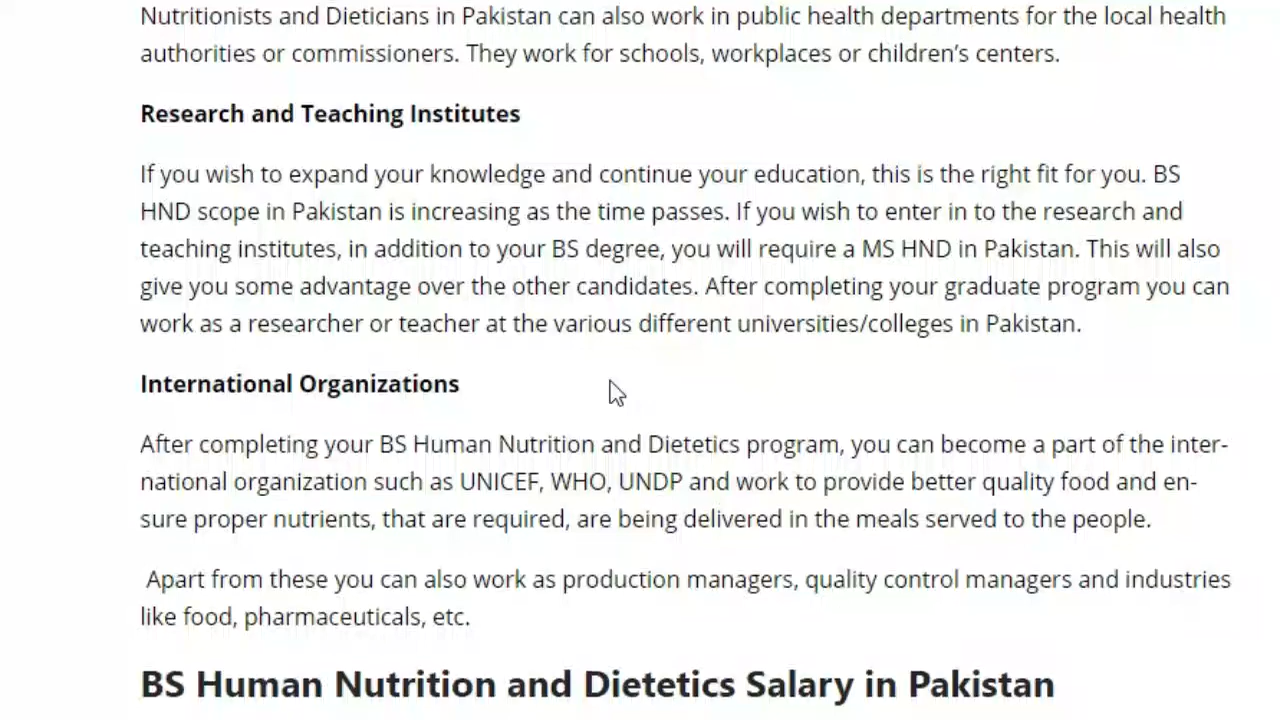 Nutritionists and Dieticians in Pakistan can also work in public health departments for the local health
authorities or commissioners. They work for schools, workplaces or children’s centers.
Research and Teaching Institutes
If you wish to expand your knowledge and continue your education, this is the right fit for you. BS
HND scope in Pakistan is increasing as the time passes. If you wish to enter in to the research and
teaching institutes, in addition to your BS degree, you will require a MS HND in Pakistan. This will also
give you some advantage over the other candidates. After completing your graduate program you can
work as a researcher or teacher at the various different universities/colleges in Pakistan.
International Organizations
After completing your BS Human Nutrition and Dietetics program, you can become a part of the inter-
national organization such as UNICEF, WHO, UNDP and work to provide better quality food and en-
sure proper nutrients, that are required, are being delivered in the meals served to the people.
Apart from these you can also work as production managers, quality control managers and industries
like food, pharmaceuticals, etc.
BS Human Nutrition and Dietetics Salary in Pakistan